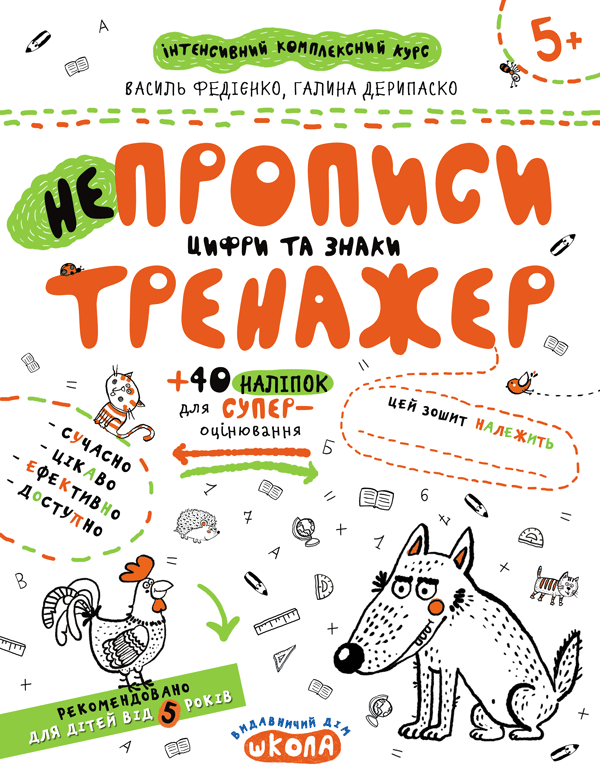 ІНТЕНСИВНИЙ КОМПЛЕКСНИЙ КУРС
5+
ВАСИЛЬ ФЕДІЄНКО, ГАЛИНА ДЕРИПАСКО
НЕПРОПИСИ
ЦИФРИ ТА ЗНАКИ
ТРЕНАЖЕР
+40 НАЛІПОК
для СУПЕР–
оцінювання
ЦЕЙ ЗОШИТ НАЛЕЖИТЬ
- СУЧАСНО
- ЦІКАВО
- ЕФЕКТИВНО
- ДОСТУПНО
РЕКОМЕНДОВАНО
ДЛЯ ДІТЕЙ ВІД 5 РОКІВ
ВИДАВНИЧИЙ ДІМ
ШКОЛА